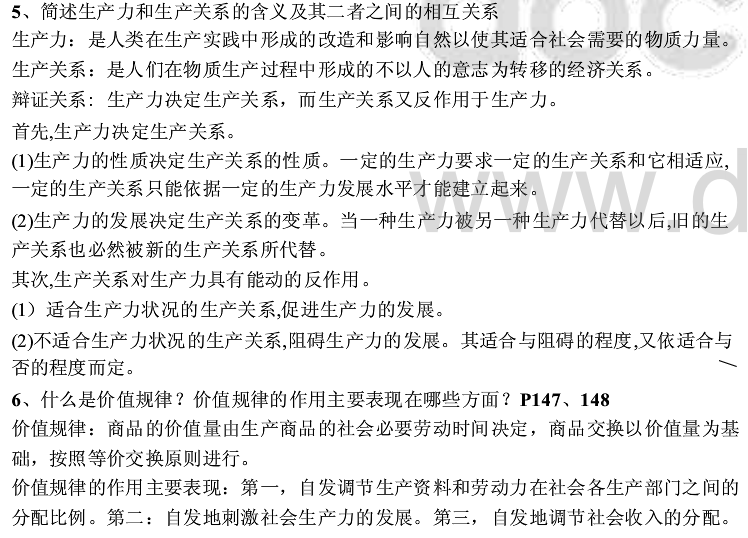 5、简述生产力和生产关系的含义及其二者之间的相互关系
生产力：是人类在生产实践中形成的改造和影响自然以使其适合社会需要的物质力量。
生产关系：是人们在物质生产过程中形成的不以人的意志为转移的经济关系。
辩证关系：生产力决定生产关系，而生产关系又反作用于生产力。
首先,生产力决定生产关系。
(1)生产力的性质决定生产关系的性质。一定的生产力要求一定的生产关系和它相适应,
一定的生产关系只能依据一定的生产力发展水平才能建立起来。
(2)生产力的发展决定生产关系的变革。当一种生产力被另一种生产力代替以后,旧的生
产关系也必然被新的生产关系所代替。
其次,生产关系对生产力具有能动的反作用。
(1）适合生产力状况的生产关系,促进生产力的发展。
(2)不适合生产力状况的生产关系,阻碍生产力的发展。其适合与阻碍的程度,又依适合与
否的程度而定。
6、什么是价值规律？价值规律的作用主要表现在哪些方面？P147、148
价值规律：商品的价值量由生产商品的社会必要劳动时间决定，商品交换以价值量为基
础，按照等价交换原则进行。
价值规律的作用主要表现：第一，自发调节生产资料和劳动力在社会各生产部门之间的
分配比例。第二：自发地刺激社会生产力的发展。第三，自发地调节社会收入的分配。
www.d